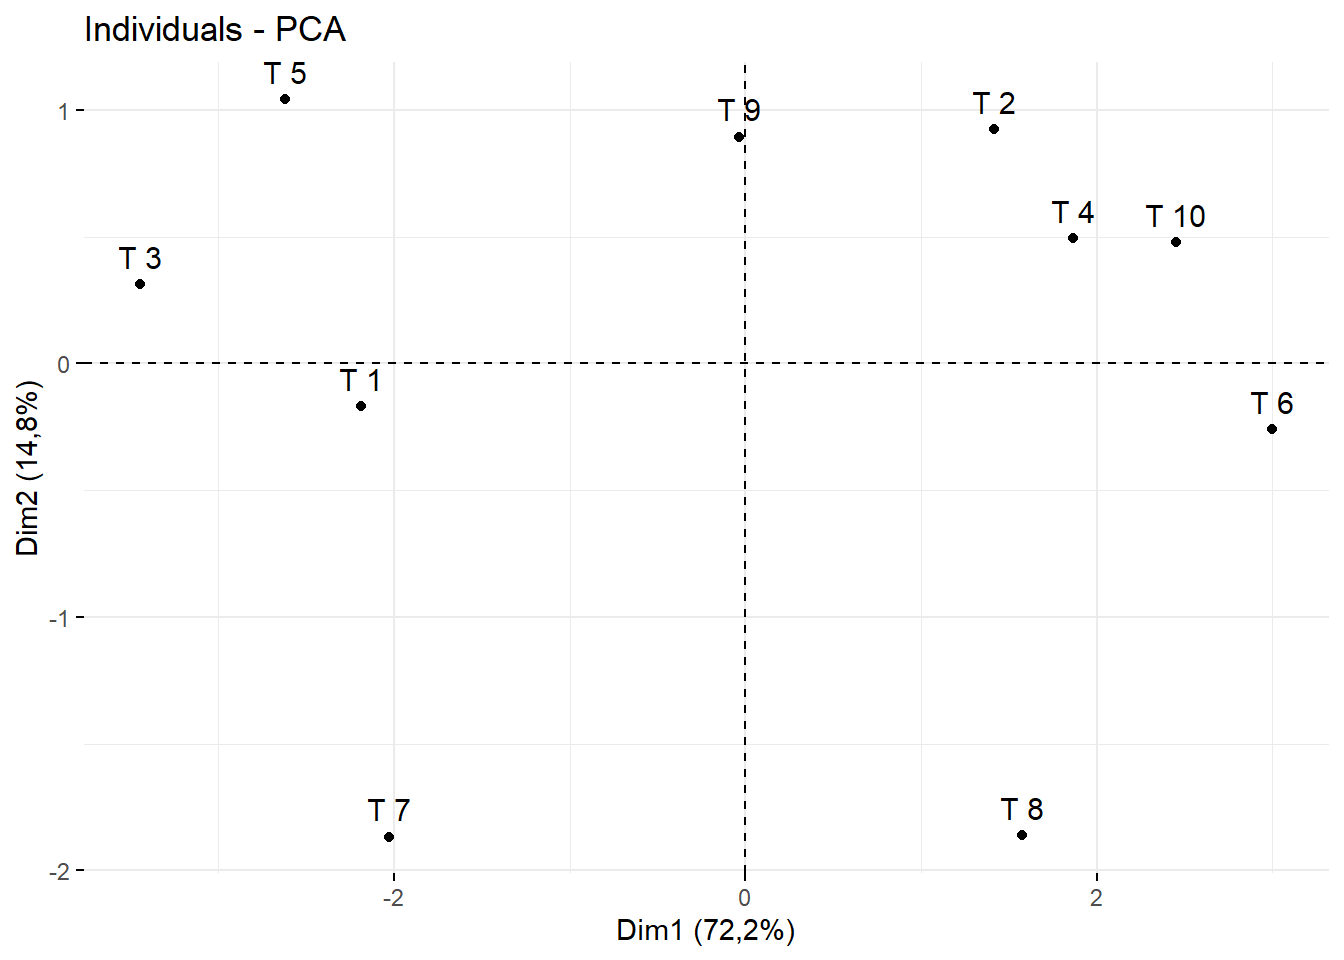 Individuals - PCA
T 5
T 9
T 2
T 4
T 10
T 3
T 1
T 6
T 7
T 8
1
0
-1
-2
Dim2 (14,8%)
-2
0
2
Dim1 (72,2%)